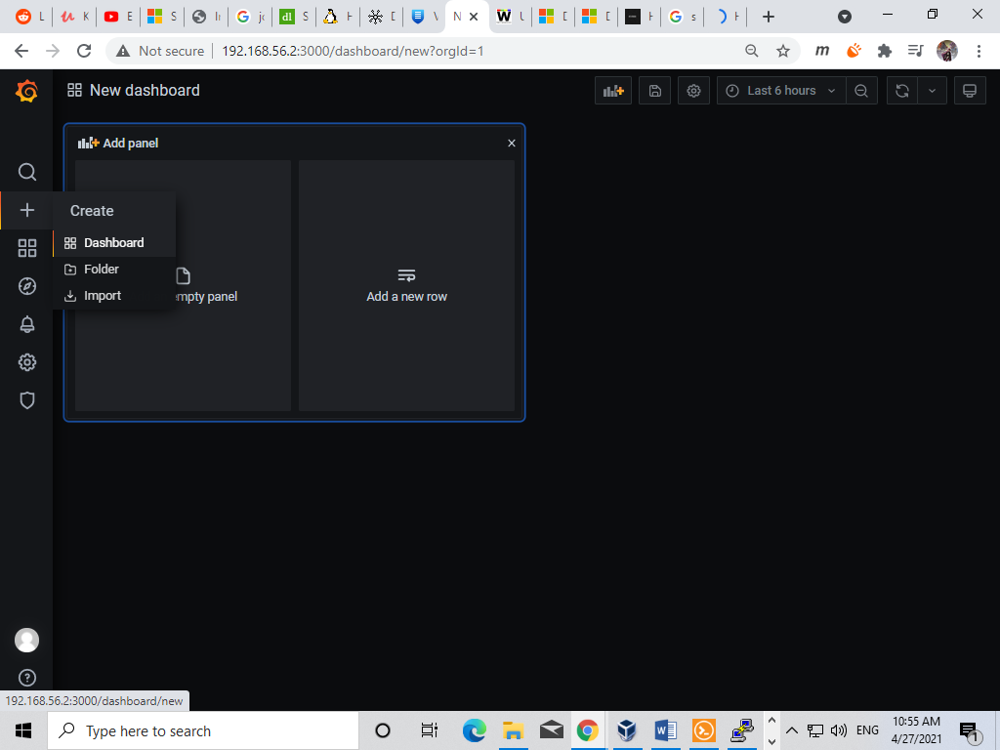 L
K
E
S
In
jc
S
H
D
V
N
U
D
D
H
s
H
Not secure
192.168.56.2:3000/dashboard/new?orgId=1
New dashboard
Last 6 hours
Add panel
Create
Dashboard
Folder
Import
empty panel
Add a new row
192.168.56.2:3000/dashboard/new
Type here to search
ENG
10:55 AM
4/27/2021
1